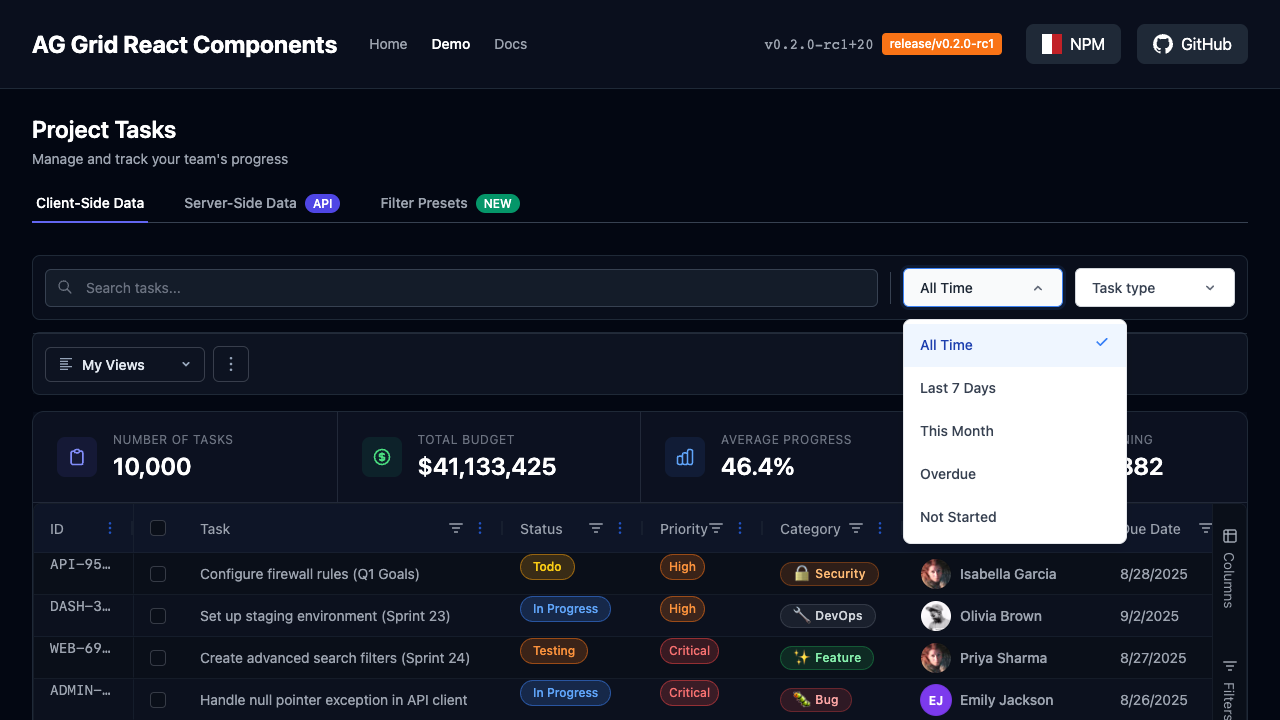 AG Grid React Components Home Demo Docs v0.2.0-rc1+20 release/v0.2.0-rc1 NPM GitHub
Project Tasks
Manage and track your team's progress
Client-Side Data Server-Side Data API Filter Presets NEW
Search tasks... All Time Task type
My Views
All Time
Last 7 Days
This Month
Overdue
Not Started
NUMBER OF TASKS TOTAL BUDGET AVERAGE PROGRESS
10,000 $41,133,425 46.4%
ID Task Status Priority Category Due Date
API-95... Configure firewall rules (Q1 Goals) Todo High Security Isabella Garcia 8/28/2025
DASH-3... Set up staging environment (Sprint 23) In Progress High DevOps Olivia Brown 9/2/2025
WEB-69... Create advanced search filters (Sprint 24) Testing Critical Feature Priya Sharma 8/27/2025
ADMIN-... Handle null pointer exception in API client In Progress Critical Bug EJ Emily Jackson 8/26/2025
Columns
Filters